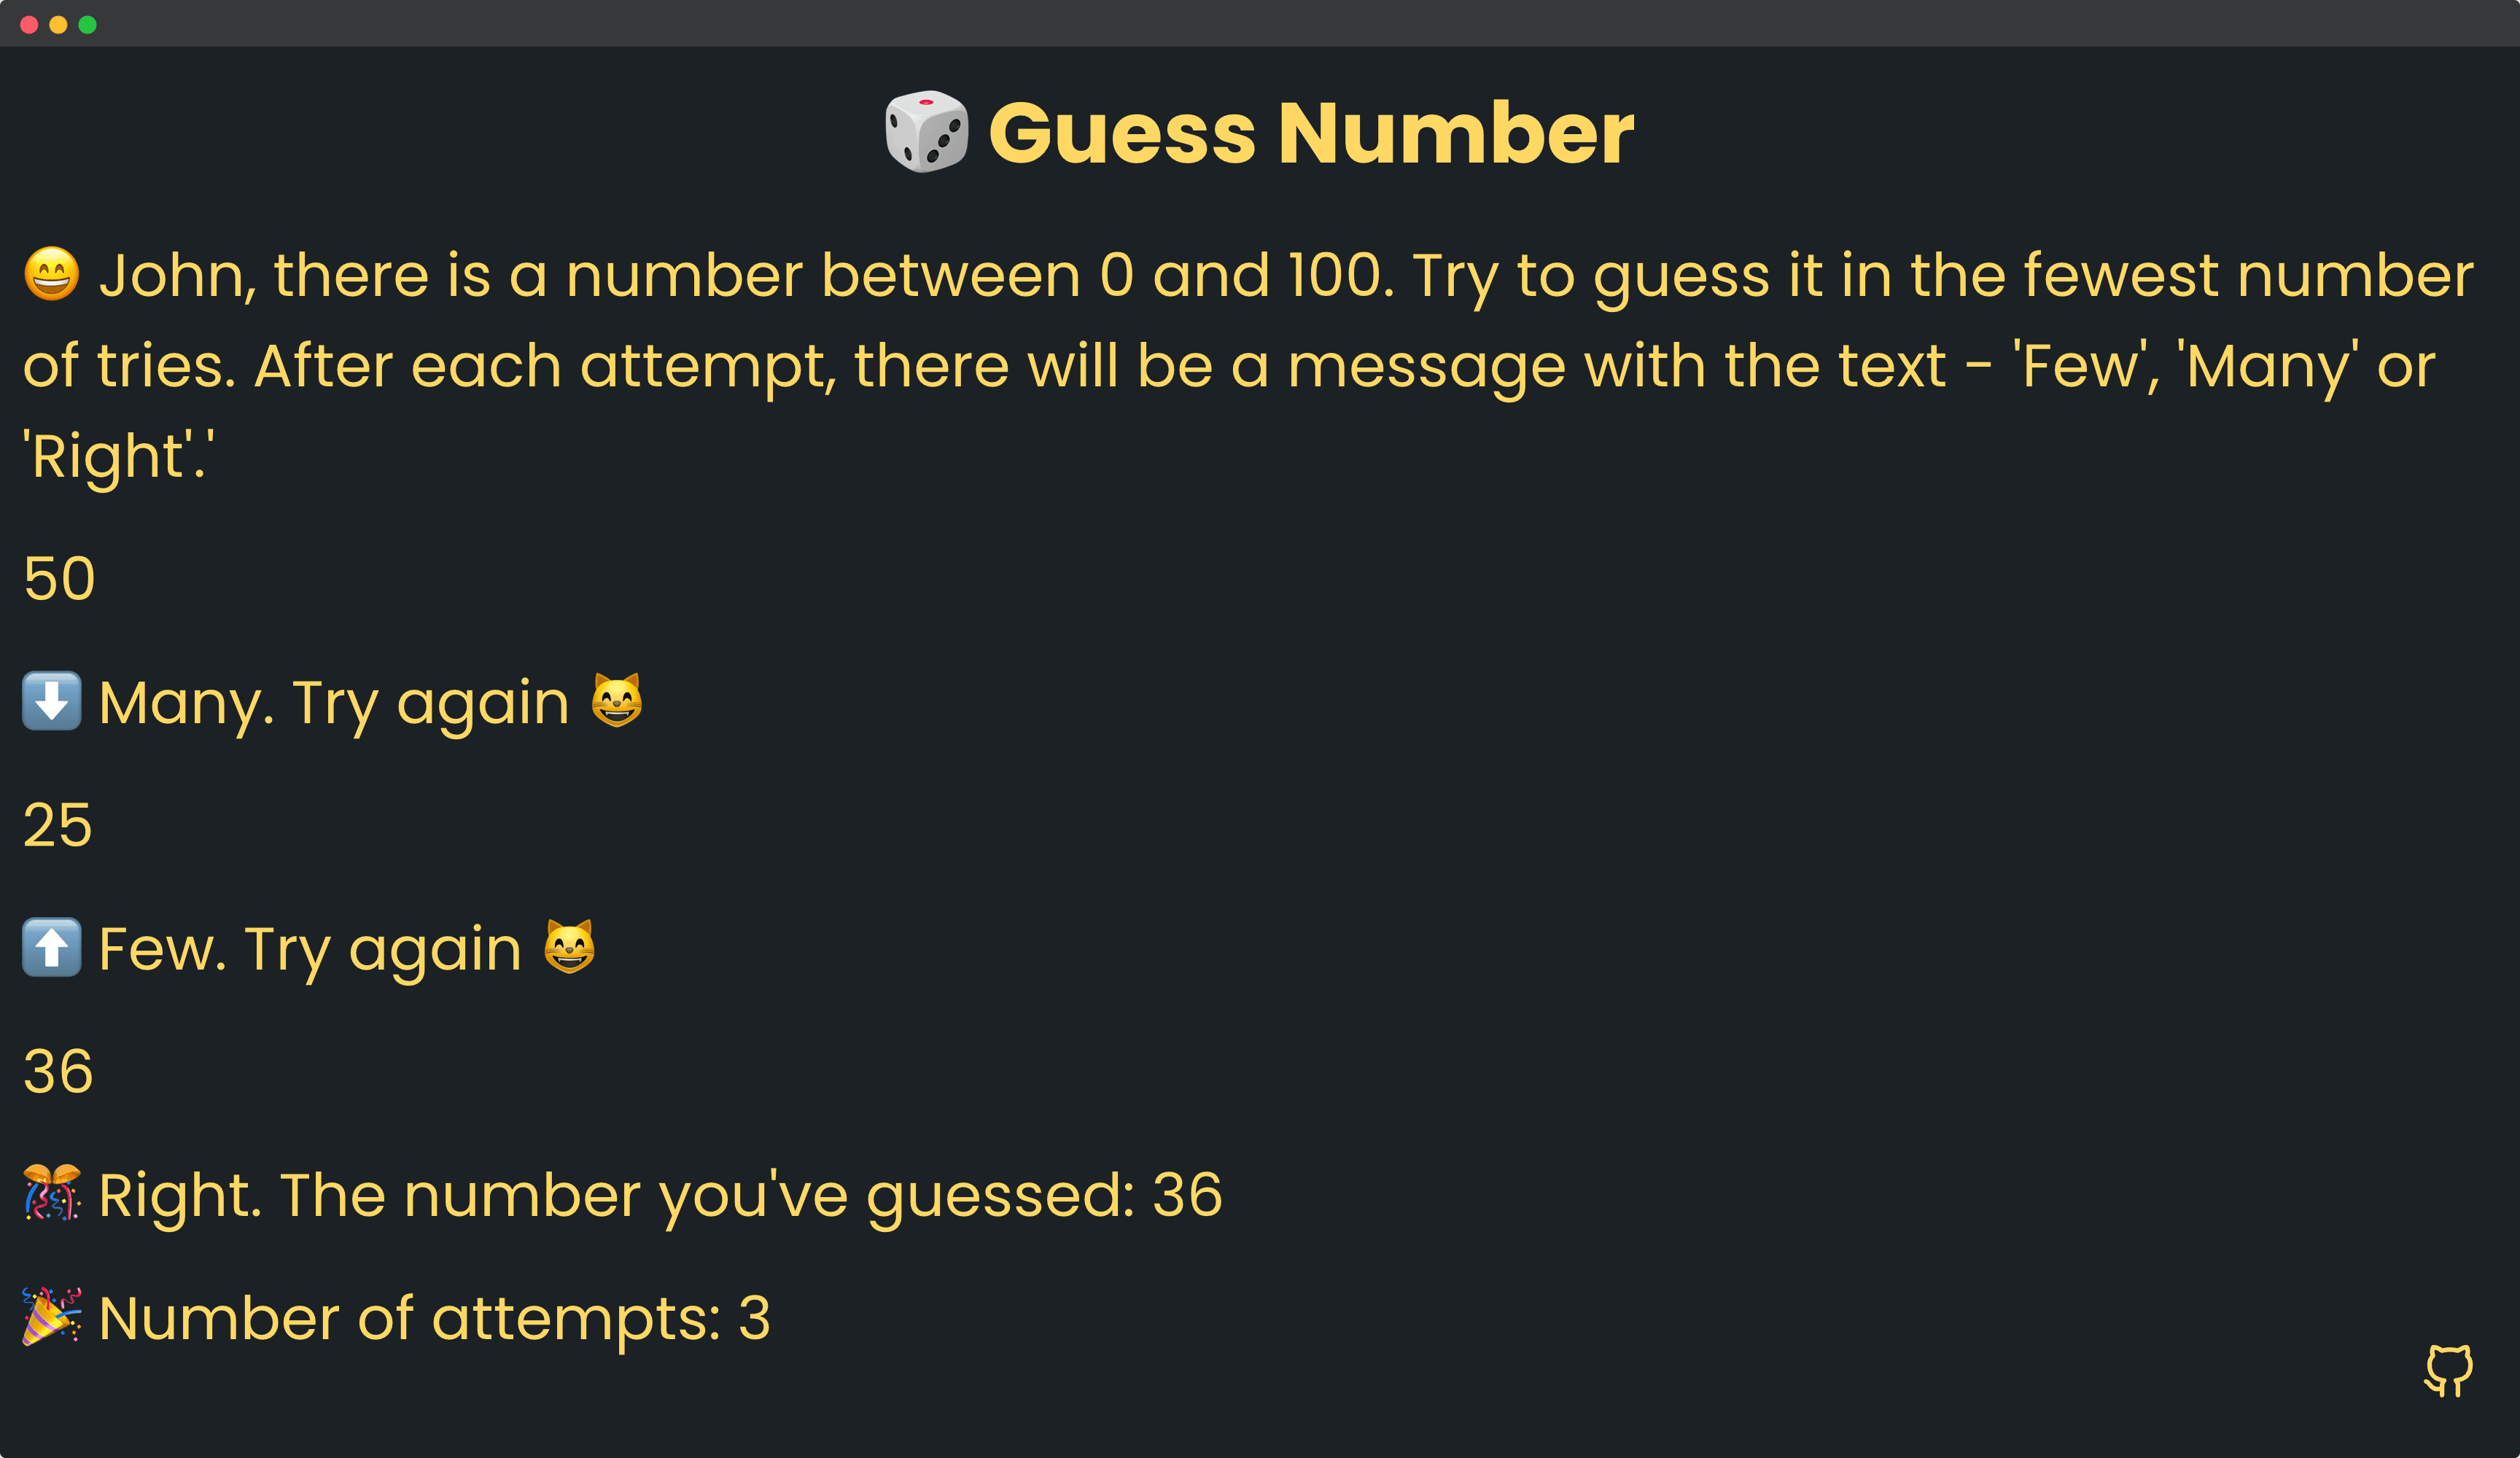 🎲 Guess Number
😄 John, there is a number between 0 and 100. Try to guess it in the fewest number
of tries. After each attempt, there will be a message with the text - 'Few', 'Many' or
'Right'.'
50
⬇️ Many. Try again 😸
25
⬆️ Few. Try again 😸
36
🎊 Right. The number you've guessed: 36
🎉 Number of attempts: 3